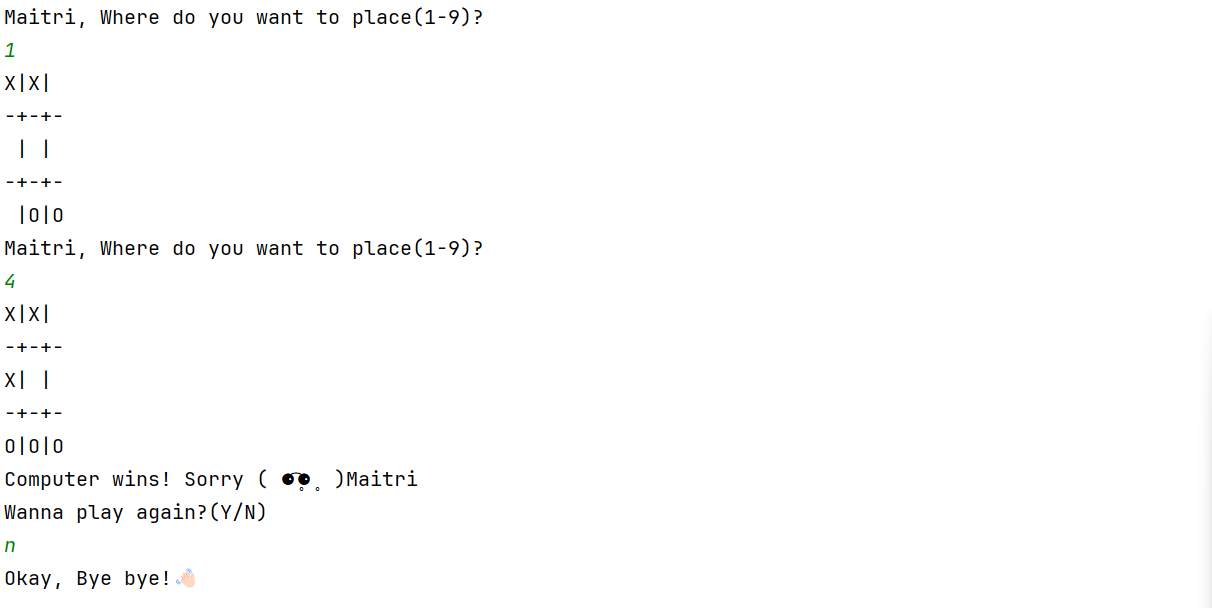 Maitri, Where do you want to place(1-9)?
1
X|X|
-+-+-
 | |
-+-+-
 |O|O
Maitri, Where do you want to place(1-9)?
4
X|X|
-+-+-
X| |
-+-+-
O|O|O
Computer wins! Sorry ( )Maitri
Wanna play again?(Y/N)
n
Okay, Bye bye!👋🏻